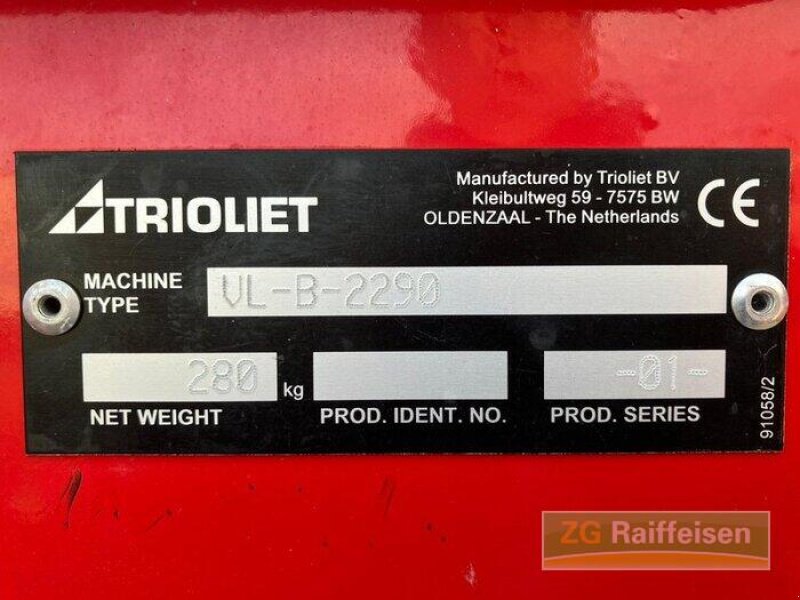 TRIOLIET
Manufactured by Trioliet BV
Kleibultweg 59 - 7575 BW
OLDENZAAL - The Netherlands
CE
MACHINE TYPE
VL-B-2290
280 kg
NET WEIGHT
PROD. IDENT. NO.
-01-
PROD. SERIES
91058/2
ZG Raiffeisen